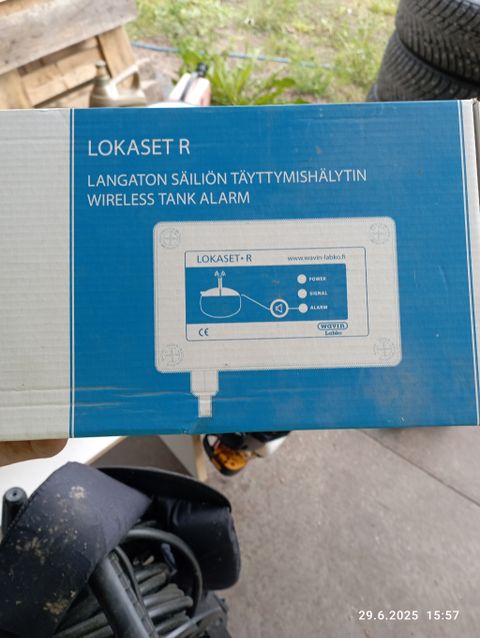 LOKASET R
LANGATON SÄILIÖN TÄYTTYMISHÄLYTIN
WIRELESS TANK ALARM
LOKASET • R www.wavin-labko.fi
POWER
SIGNAL
ALARM
CE
wavin
Labko
29.6.2025 15:57